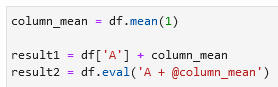 column_mean = df.mean(1)
result1 = df['A'] + column_mean
result2 = df.eval('A + @column_mean')